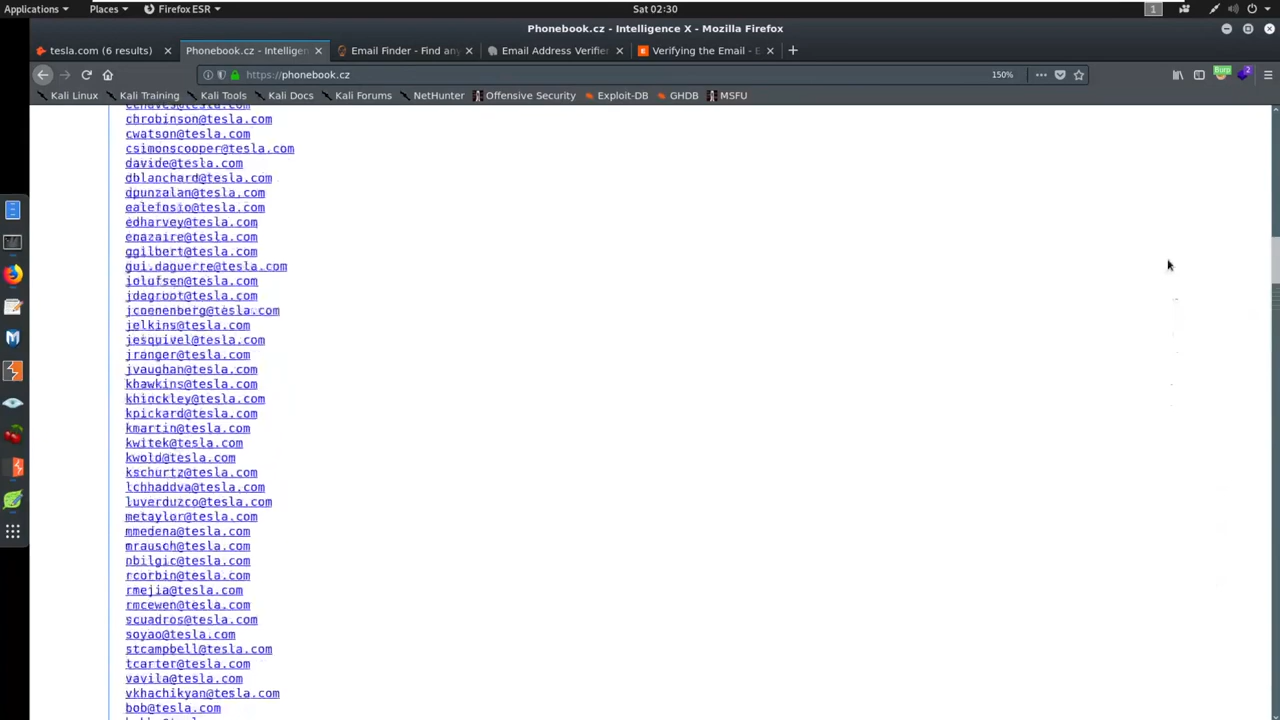 Applications Places Firefox ESR Sat 02:30 1
Phonebook.cz - Intelligence X - Mozilla Firefox
tesla.com (6 results) Phonebook.cz - Intelligen Email Finder - Find any Email Address Verifier Verifying the Email - E
https://phonebook.cz 150%
Kali Linux Kali Training Kali Tools Kali Docs Kali Forums NetHunter Offensive Security Exploit-DB GHDB MSFU
chrobinson@tesla.com
cwatson@tesla.com
csimonscooper@tesla.com
davide@tesla.com
dblanchard@tesla.com
dpunzalan@tesla.com
ealefosio@tesla.com
edharvey@tesla.com
enazaire@tesla.com
ggilbert@tesla.com
gui.daguerre@tesla.com
jolufsen@tesla.com
jdegroot@tesla.com
jconenberg@tesla.com
jelkins@tesla.com
jesquivel@tesla.com
jranger@tesla.com
jvaughan@tesla.com
khawkins@tesla.com
khinckley@tesla.com
kpickard@tesla.com
kmartin@tesla.com
kwitek@tesla.com
kwold@tesla.com
kschurtz@tesla.com
lchhaddva@tesla.com
luverduzco@tesla.com
metaylor@tesla.com
mmedena@tesla.com
mrausch@tesla.com
nbilgic@tesla.com
rcorbin@tesla.com
rmejia@tesla.com
rmcewen@tesla.com
scuadros@tesla.com
soyao@tesla.com
stcampbell@tesla.com
tcarter@tesla.com
vavila@tesla.com
vkhachikyan@tesla.com
bob@tesla.com